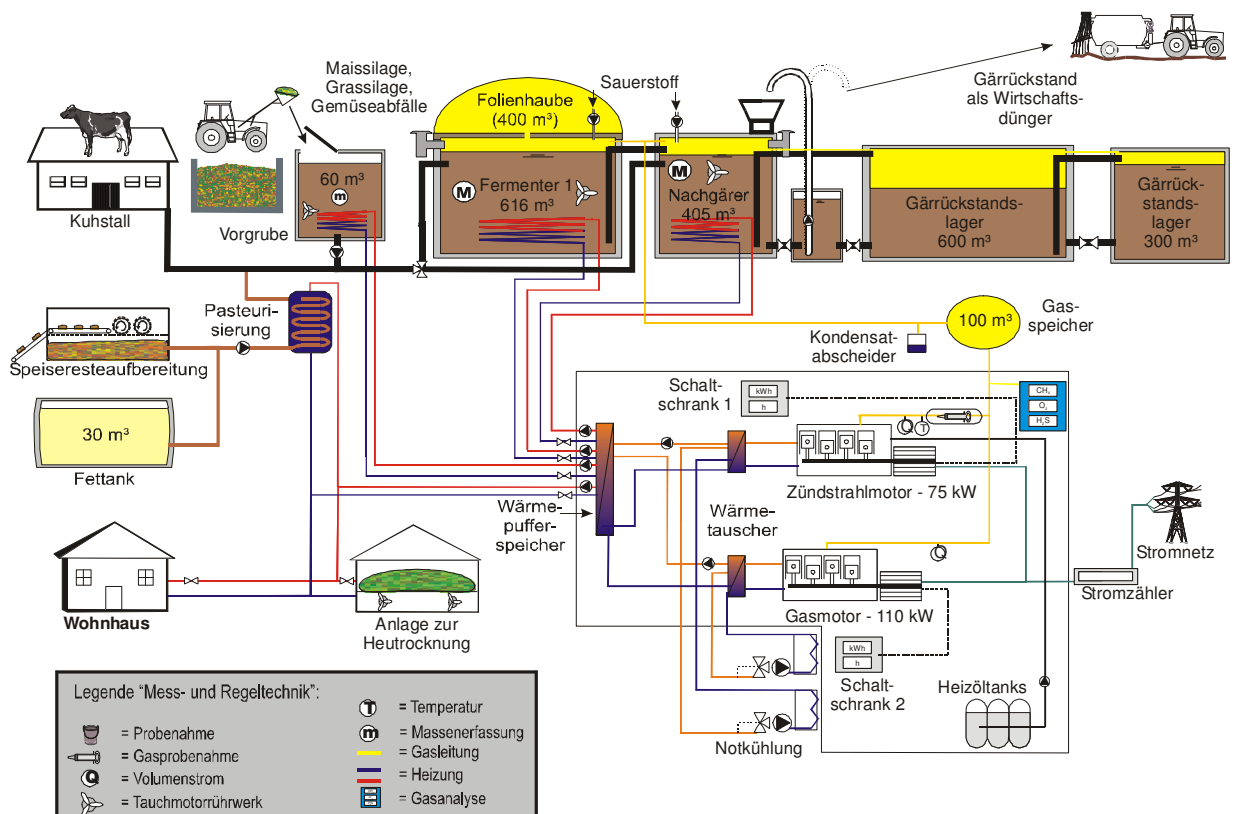 Maissilage,
Grassilage,
Gemüseabfälle
Sauerstoff
Gärrückstand
als Wirtschafts-
dünger
Folienhaube
(400 m³)
Kuhstall
Vorgrube
60 m³
m
M
Fermenter 1
616 m³
M
Nachgärer
405 m³
Gärrückstands-
lager
600 m³
Gärrück-
stands-
lager
300 m³
Pasteuri-
sierung
Speiseresteaufbereitung
30 m³
Fettank
100 m³
Gas-
speicher
Kondensat-
abscheider
Schalt-
schrank 1
kWh
h
CH₄
O₂
H₂S
Q
T
Zündstrahlmotor - 75 kW
Wärme-
pufferspeicher
Wärme-
tauscher
Q
Gasmotor - 110 kW
Stromnetz
Stromzähler
Wohnhaus
Anlage zur
Heutrocknung
kWh
h
Schalt-
schrank 2
Notkühlung
Heizöltanks
Legende "Mess- und Regeltechnik":
= Probenahme
= Gasprobenahme
Q = Volumenstrom
= Tauchmotorrührwerk
T = Temperatur
m = Massenerfassung
= Gasleitung
= Heizung
= Gasanalyse